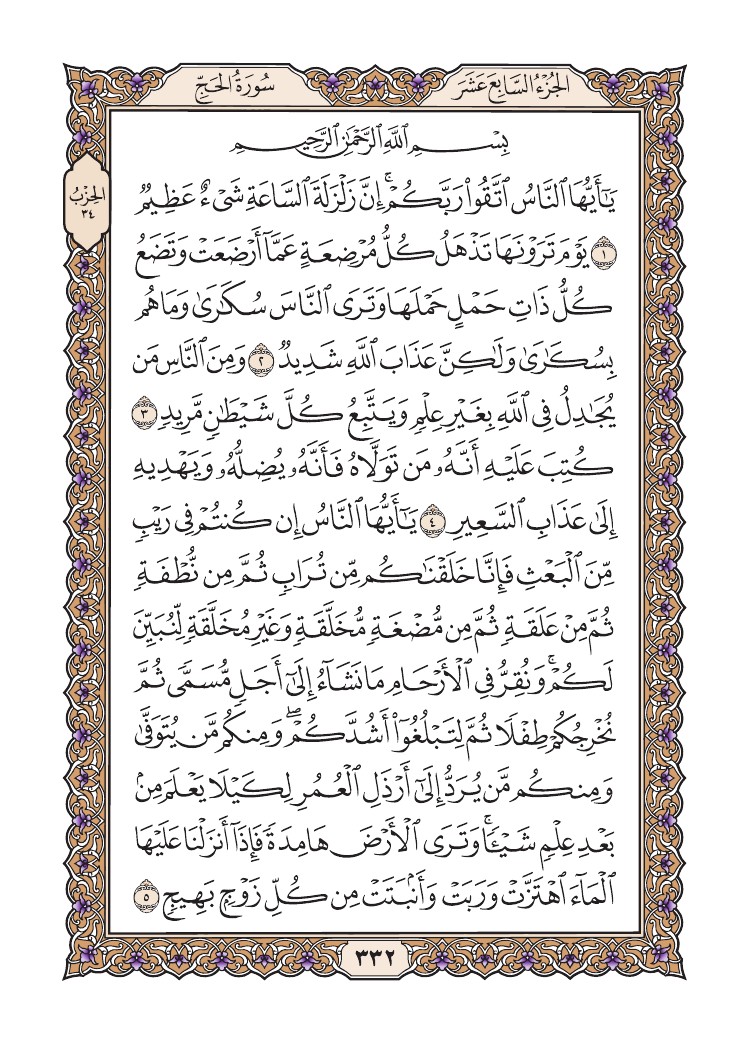 الجُزْءُ السَّابِعَ عَشَرَ
سُورَةُ الحَجِّ
بِسْمِ ٱللَّهِ ٱلرَّحْمَٰنِ ٱلرَّحِيمِ
الحِزْبُ
٣٤
يَٰٓأَيُّهَا ٱلنَّاسُ ٱتَّقُوا۟ رَبَّكُمْ ۚ إِنَّ زَلْزَلَةَ ٱلسَّاعَةِ شَىْءٌ عَظِيمٌ
١ يَوْمَ تَرَوْنَهَا تَذْهَلُ كُلُّ مُرْضِعَةٍ عَمَّآ أَرْضَعَتْ وَتَضَعُ
كُلُّ ذَاتِ حَمْلٍ حَمْلَهَا وَتَرَى ٱلنَّاسَ سُكَٰرَىٰ وَمَا هُم
بِسُكَٰرَىٰ وَلَٰكِنَّ عَذَابَ ٱللَّهِ شَدِيدٌ ٢ وَمِنَ ٱلنَّاسِ مَن
يُجَٰدِلُ فِى ٱللَّهِ بِغَيْرِ عِلْمٍ وَيَتَّبِعُ كُلَّ شَيْطَٰنٍ مَّرِيدٍ ٣
كُتِبَ عَلَيْهِ أَنَّهُۥ مَن تَوَلَّاهُ فَأَنَّهُۥ يُضِلُّهُۥ وَيَهْدِيهِ
إِلَىٰ عَذَابِ ٱلسَّعِيرِ ٤ يَٰٓأَيُّهَا ٱلنَّاسُ إِن كُنتُمْ فِى رَيْبٍ
مِّنَ ٱلْبَعْثِ فَإِنَّا خَلَقْنَٰكُم مِّن تُرَابٍ ثُمَّ مِن نُّطْفَةٍ
ثُمَّ مِنْ عَلَقَةٍ ثُمَّ مِن مُّضْغَةٍ مُّخَلَّقَةٍ وَغَيْرِ مُخَلَّقَةٍ لِّنُبَيِّنَ
لَكُمْ ۚ وَنُقِرُّ فِى ٱلْأَرْحَامِ مَا نَشَآءُ إِلَىٰٓ أَجَلٍ مُّسَمًّى ثُمَّ
نُخْرِجُكُمْ طِفْلًا ثُمَّ لِتَبْلُغُوٓا۟ أَشُدَّكُمْ ۖ وَمِنكُم مَّن يُتَوَفَّىٰ
وَمِنكُم مَّن يُرَدُّ إِلَىٰٓ أَرْذَلِ ٱلْعُمُرِ لِكَيْلَا يَعْلَمَ مِنۢ
بَعْدِ عِلْمٍ شَيْـًٔا ۚ وَتَرَى ٱلْأَرْضَ هَامِدَةً فَإِذَآ أَنزَلْنَا عَلَيْهَا
ٱلْمَآءَ ٱهْتَزَّتْ وَرَبَتْ وَأَنۢبَتَتْ مِن كُلِّ زَوْجٍۭ بَهِيجٍ ٥
٣٣٢